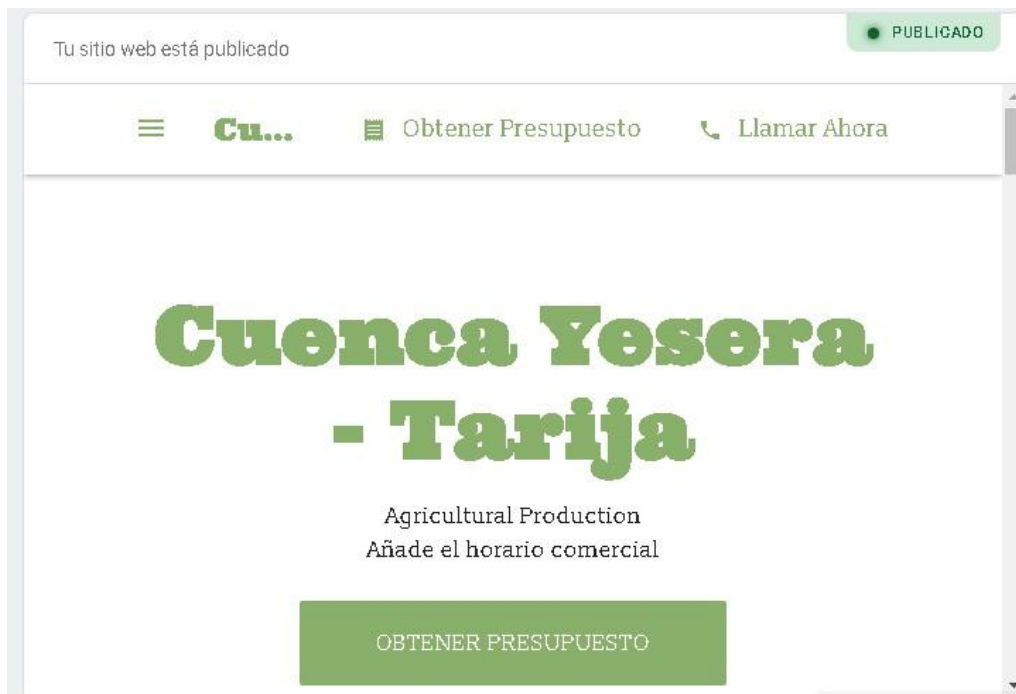 Tu sitio web está publicado
PUBLICADO
Cu...
Obtener Presupuesto
Llamar Ahora
Cuenca Yesera
- Tarija
Agricultural Production
Añade el horario comercial
OBTENER PRESUPUESTO